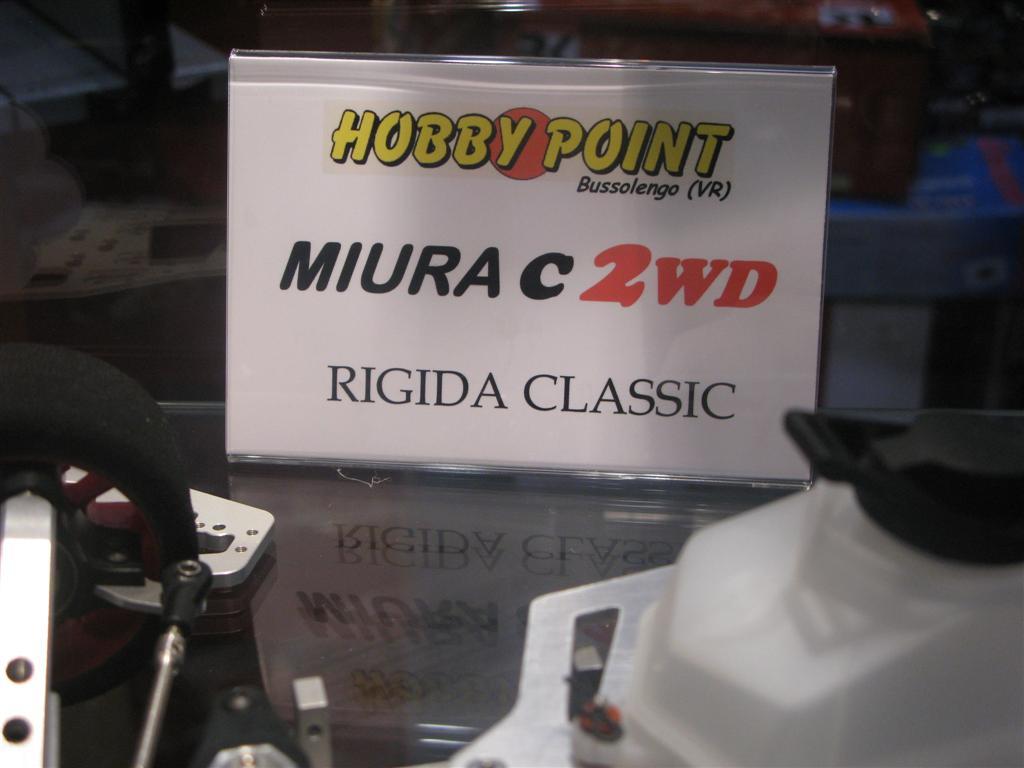 HOBBY POINT
Bussolengo (VR)
MIURA C 2WD
RIGIDA CLASSIC